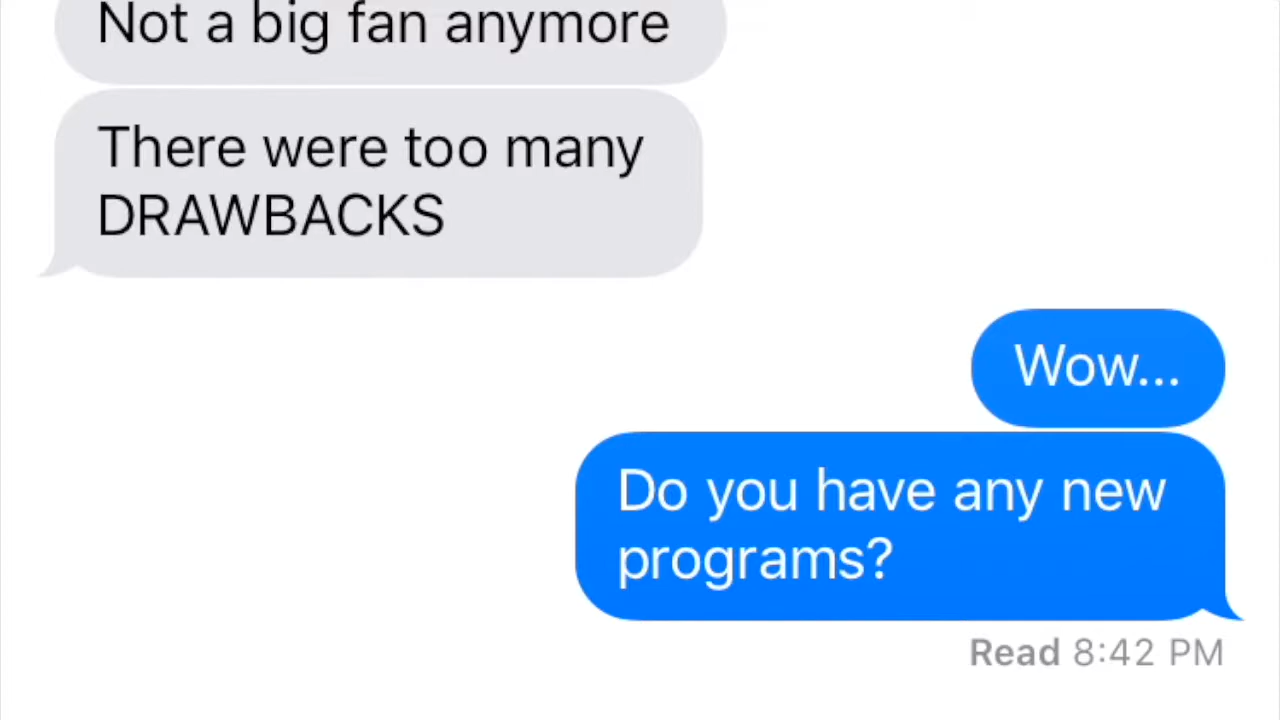 Not a big fan anymore
There were too many
DRAWBACKS
Wow...
Do you have any new
programs?
Read 8:42 PM